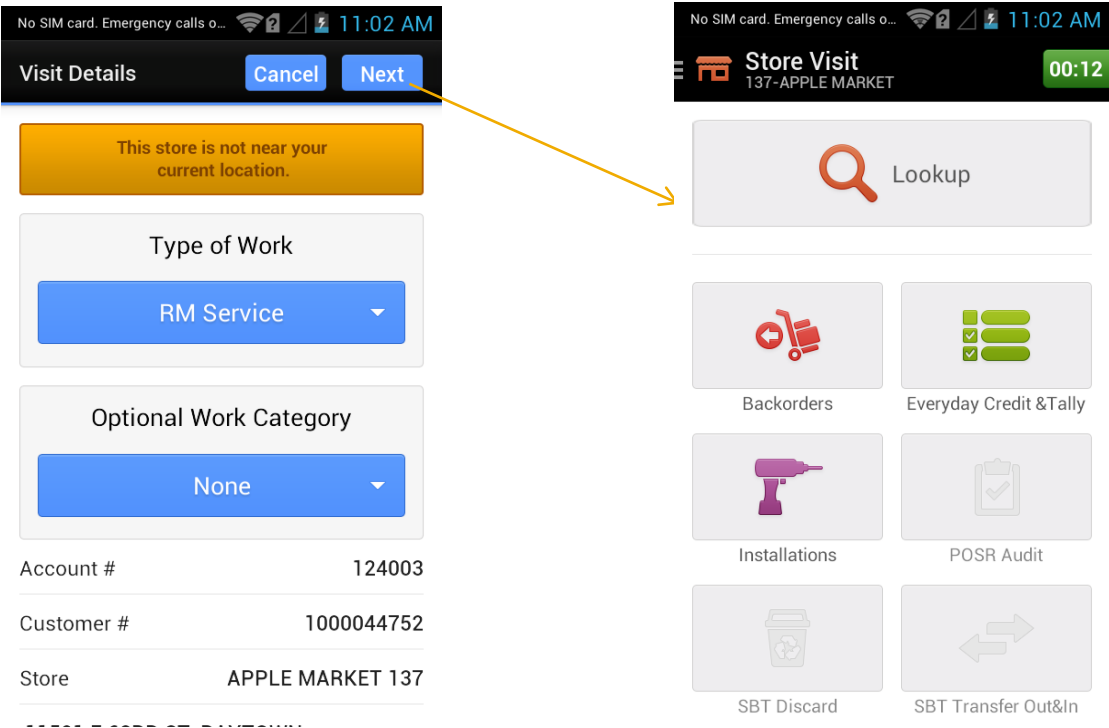 No SIM card. Emergency calls o... 11:02 AM
Visit Details Cancel Next
This store is not near your
current location.
Type of Work
RM Service
Optional Work Category
None
Account # 124003
Customer # 1000044752
Store APPLE MARKET 137
No SIM card. Emergency calls o... 11:02 AM
Store Visit
137-APPLE MARKET
00:12
Lookup
Backorders Everyday Credit &Tally
Installations POSR Audit
SBT Discard SBT Transfer Out&In